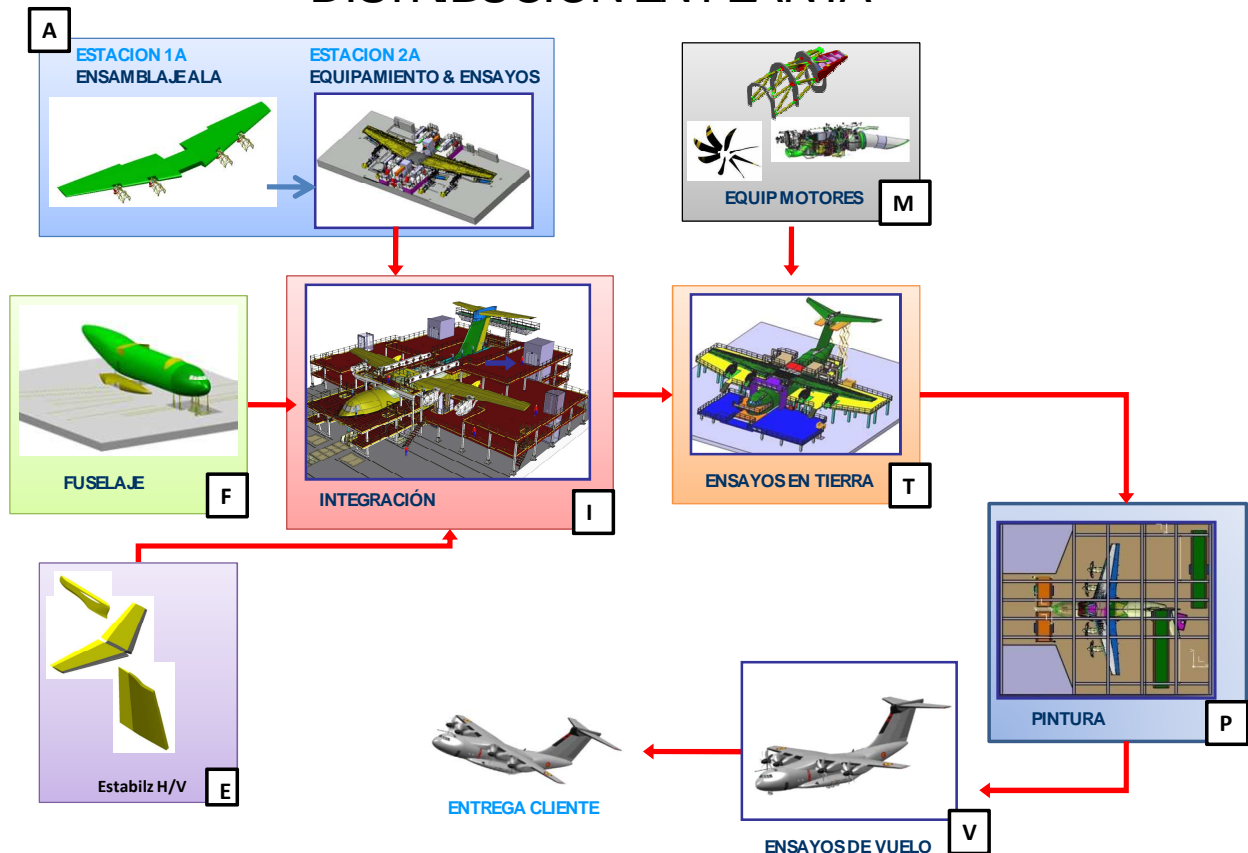 A
ESTACION 1A
ENSAMBLAJE ALA
ESTACION 2A
EQUIPAMIENTO & ENSAYOS
EQUIP MOTORES
M
FUSELAJE
F
INTEGRACIÓN
I
ENSAYOS EN TIERRA
T
Estabiliz H/V
E
PINTURA
P
ENTREGA CLIENTE
ENSAYOS DE VUELO
V